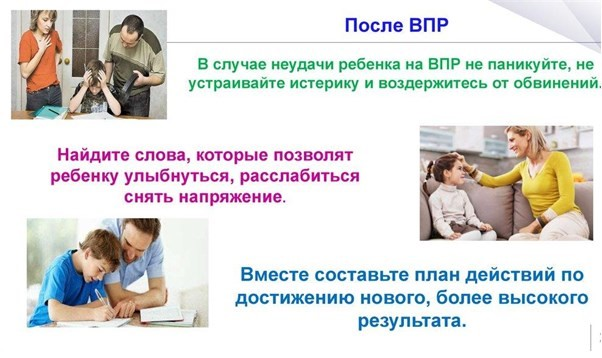 После ВПР
В случае неудачи ребенка на ВПР не паникуйте, не
устраивайте истерику и воздержитесь от обвинений.
Найдите слова, которые позволят
ребенку улыбнуться, расслабиться
снять напряжение.
Вместе составьте план действий по
достижению нового, более высокого
результата.